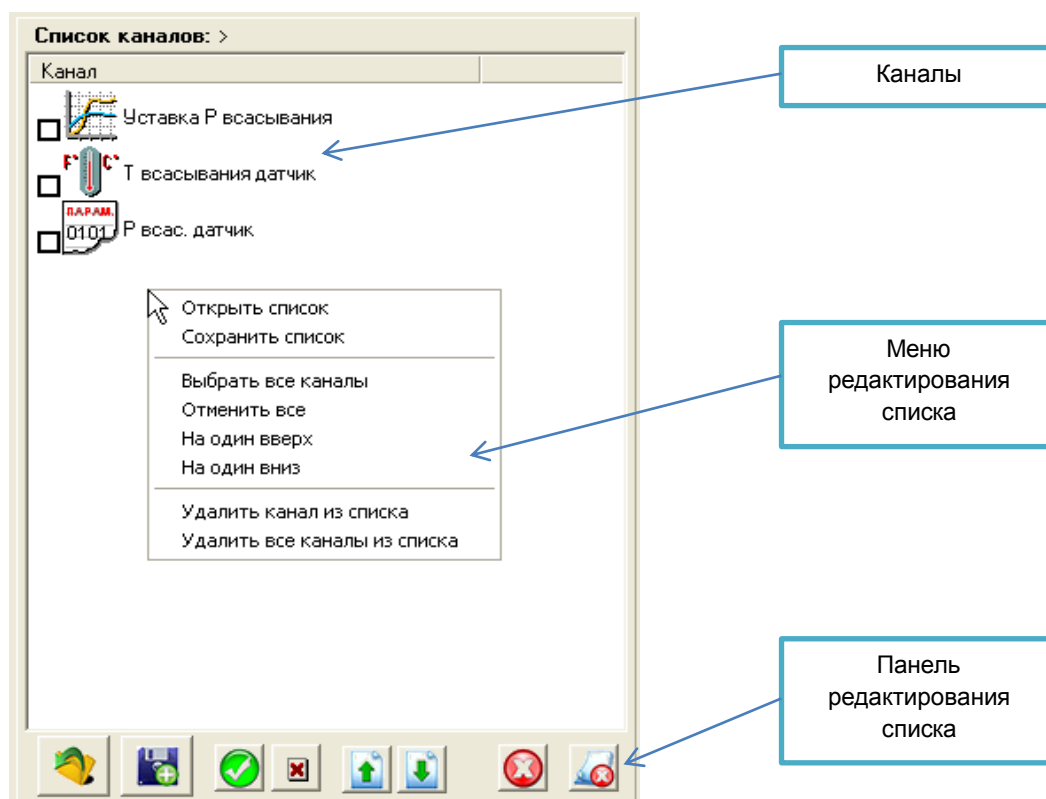 Список каналов: >
Канал
Уставка Р всасывания
F° C°
Т всасывания датчик
ПАРАМ.
0101
Р всас. датчик
Открыть список
Сохранить список
Выбрать все каналы
Отменить все
На один вверх
На один вниз
Удалить канал из списка
Удалить все каналы из списка
Каналы
Меню
редактирования
списка
Панель
редактирования
списка